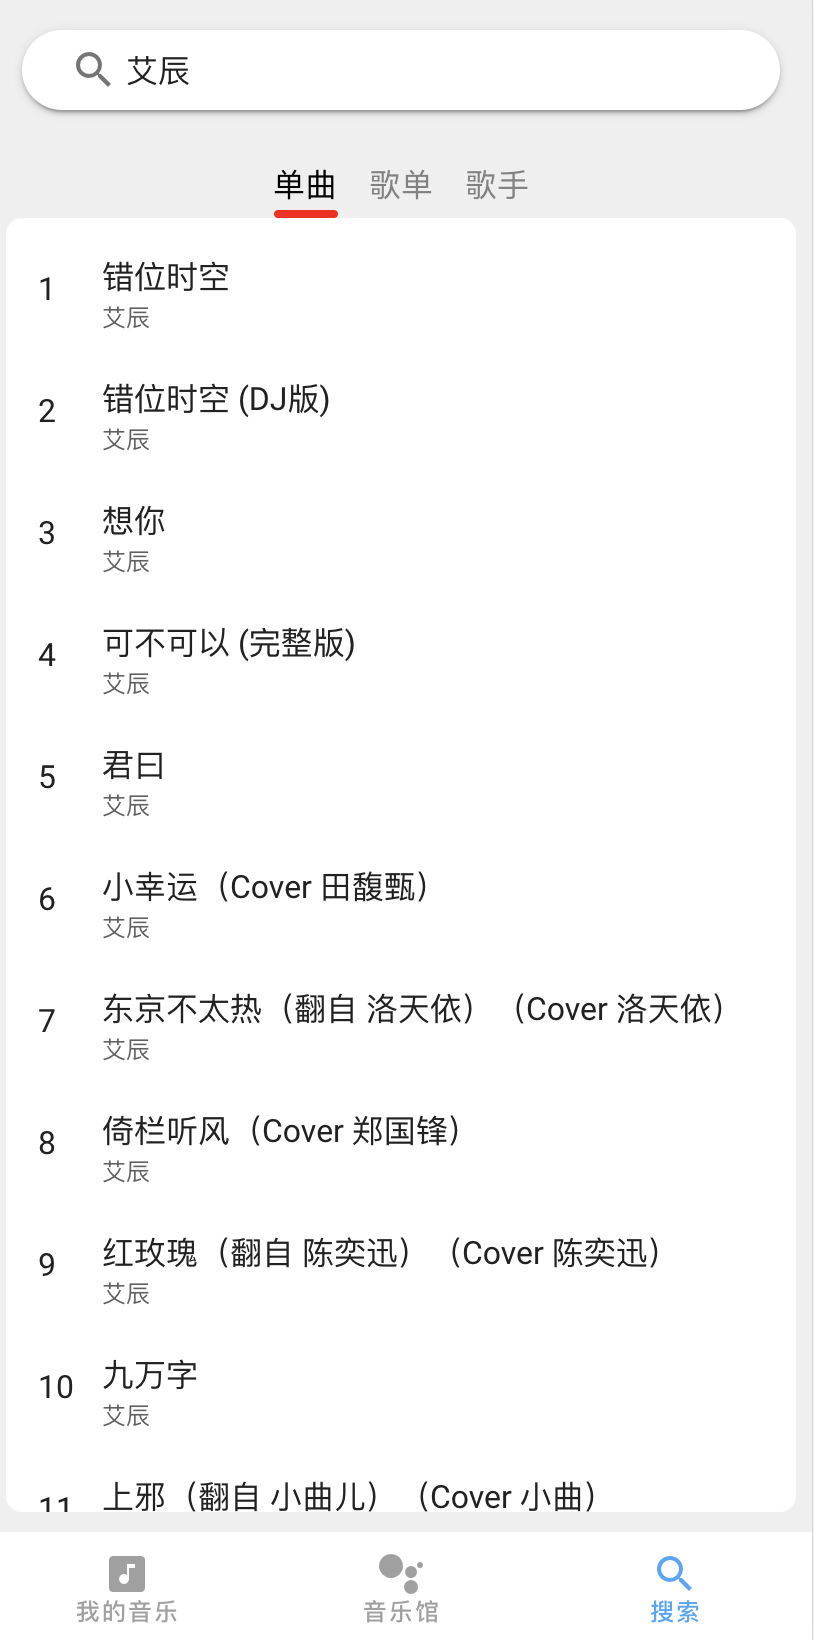 艾辰
单曲 歌单 歌手
1 错位时空
艾辰
2 错位时空 (DJ版)
艾辰
3 想你
艾辰
4 可不可以 (完整版)
艾辰
5 君曰
艾辰
6 小幸运（Cover 田馥甄）
艾辰
7 东京不太热（翻自 洛天依）（Cover 洛天依）
艾辰
8 倚栏听风（Cover 郑国锋）
艾辰
9 红玫瑰（翻自 陈奕迅）（Cover 陈奕迅）
艾辰
10 九万字
艾辰
11 上邪（翻自 小曲儿）（Cover 小曲）
我的音乐 音乐馆 搜索